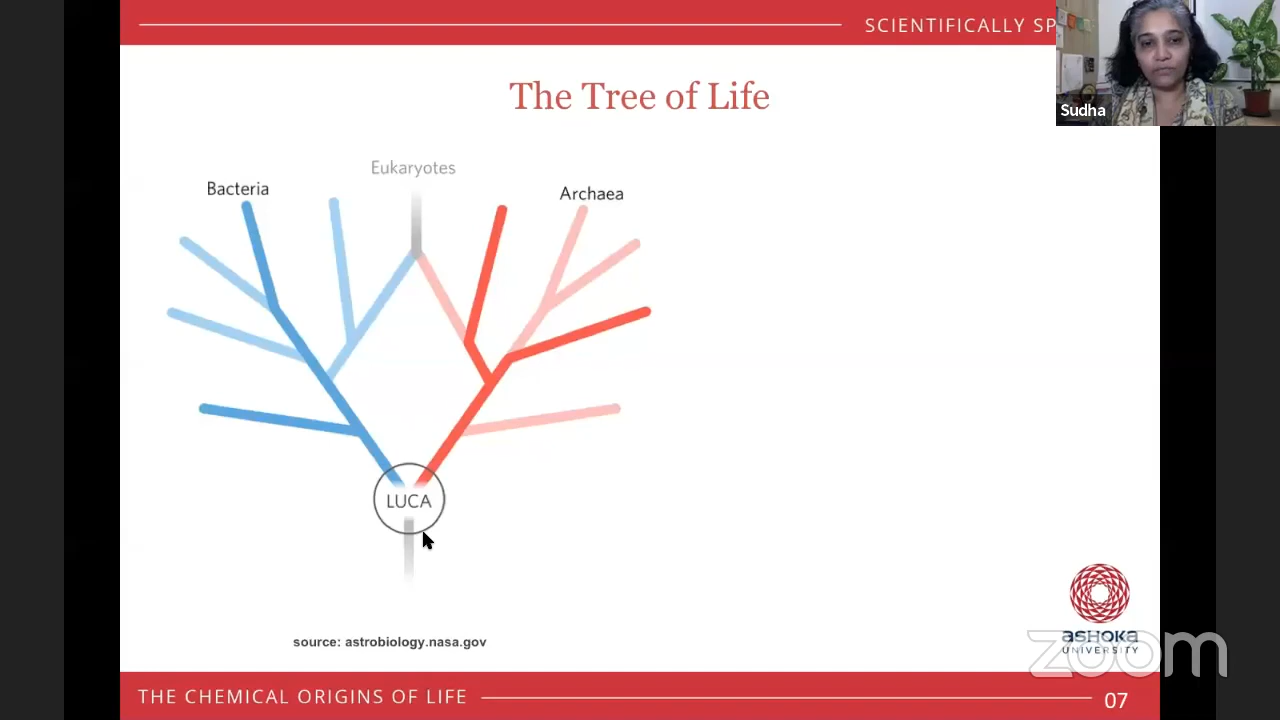 SCIENTIFICALLY SP
Sudha
The Tree of Life
Eukaryotes
Bacteria
Archaea
LUCA
source: astrobiology.nasa.gov
ASHOKA
UNIVERSITY
zoom
THE CHEMICAL ORIGINS OF LIFE
07